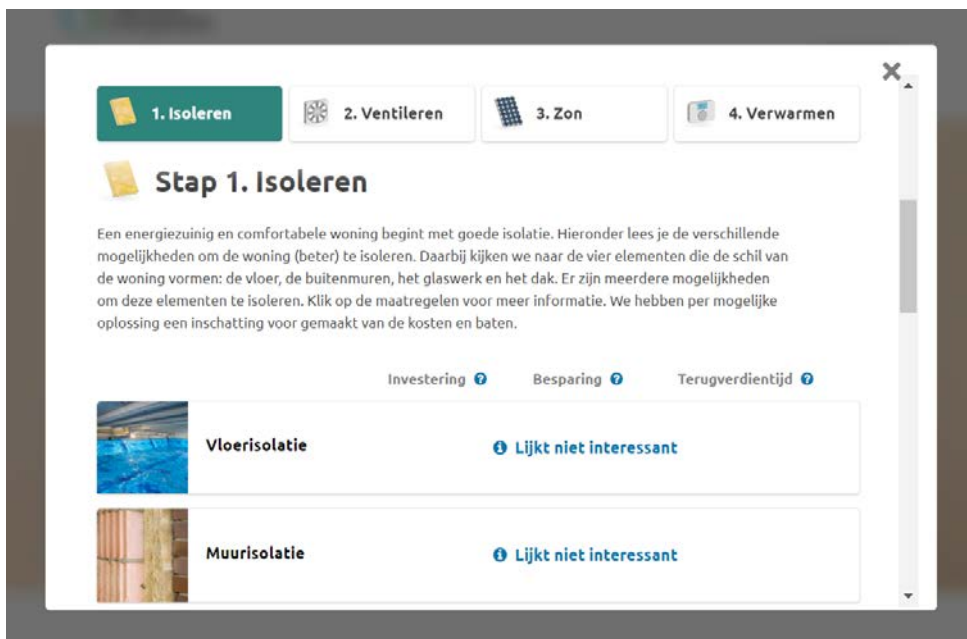 1. Isoleren
2. Ventileren
3. Zon
4. Verwarmen
Stap 1. Isoleren
Een energiezuinig en comfortabele woning begint met goede isolatie. Hieronder lees je de verschillende
mogelijkheden om de woning (beter) te isoleren. Daarbij kijken we naar de vier elementen die de schil van
de woning vormen: de vloer, de buitenmuren, het glaswerk en het dak. Er zijn meerdere mogelijkheden
om deze elementen te isoleren. Klik op de maatregelen voor meer informatie. We hebben per mogelijke
oplossing een inschatting voor gemaakt van de kosten en baten.
Investering Besparing Terugverdientijd
Vloerisolatie
Lijkt niet interessant
Muurisolatie
Lijkt niet interessant